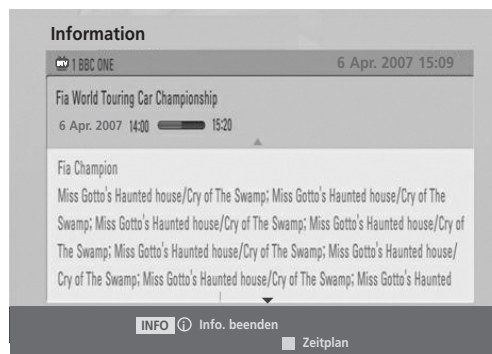 Information
DTV 1 BBC ONE 6 Apr. 2007 15:09
Fia World Touring Car Championship
6 Apr. 2007 14:00 15:20
Fia Champion
Miss Gotto's Haunted house/Cry of The Swamp; Miss Gotto's Haunted house/Cry of The
Swamp; Miss Gotto's Haunted house/Cry of The Swamp; Miss Gotto's Haunted house/Cry of
The Swamp; Miss Gotto's Haunted house/Cry of The Swamp; Miss Gotto's Haunted house/
Cry of The Swamp; Miss Gotto's Haunted house/Cry of The Swamp; Miss Gotto's Haunted
INFO i Info. beenden
Zeitplan